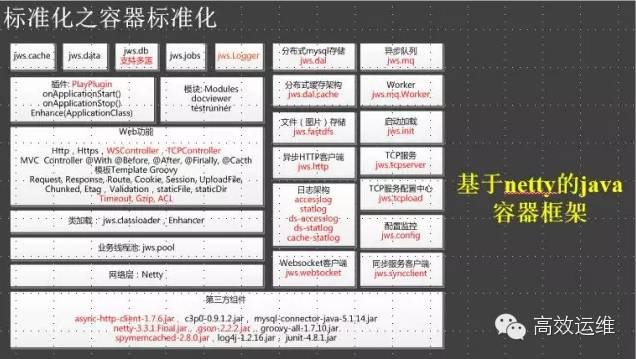 标准化之容器标准化
jws.cache
jws.data
jws.db
支持多源
jws.jobs
jws.Logger
分布式mysql存储
jws.dal
异步队列
jws.mq
插件: PlayPlugin
onApplicationStart()
onApplicationStop().
Enhance(ApplicationClass)
模块: Modules
docviewer
testrunner
分布式缓存架构
jws.dal.cache
Worker
jws.mq.Worker
文件（图片）存储
jws.fastdfs
启动加载
jws.init
Web功能
Http , Https , WSController , TCPController
MVC Controller @With @Before, @After, @Finally, @Cacth
模板Template Groovy
Request, Response, Route, Cookie, Session, UploadFile,
Chunked, Etag , Validation , staticFile, staticDir
Timeout, Gzip, ACL
异步HTTP客户端
jws.http
TCP服务
jws.tcpserver
日志架构
accesslog
statlog
ds-accesslog
ds-statlog
cache-statlog
TCP服务配置中心
jws.tcpload
配置监控
jws.config
类加载 : jws.classloader , Enhancer
业务线程池: jws.pool
网络层 : Netty
Websocket客户端
jws.websocket
同步服务客户端
jws.syncclient
第三方组件
async-http-client-1.7.6.jar , c3p0-0.9.1.2.jar , mysql-connector-java-5.1.14.jar
netty-3.3.1.Final.jar , gson-2.2.2.jar , groovy-all-1.7.10.jar
spymemcached-2.8.0.jar , log4j-1.2.16.jar , junit-4.8.1.jar
基于netty的java
容器框架
高效运维